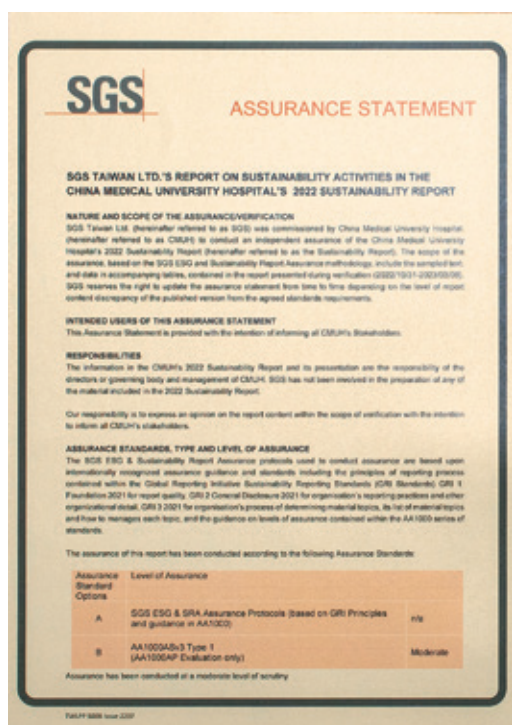 SGS
ASSURANCE STATEMENT
SGS TAIWAN LTD.'S REPORT ON SUSTAINABILITY ACTIVITIES IN THE
CHINA MEDICAL UNIVERSITY HOSPITAL'S 2022 SUSTAINABILITY REPORT
NATURE AND SCOPE OF THE ASSURANCE/VERIFICATION
SGS Taiwan Ltd. (hereinafter referred to as SGS) was commissioned by China Medical University Hospital
(hereinafter referred to as CMUH) to conduct an independent assurance of the China Medical University
Hospital's 2022 Sustainability Report (hereinafter referred to as the Sustainability Report). The scope of the
assurance, based on the SGS ESG and Sustainability Report Assurance methodology, include the sampled text,
and data in accompanying tables, contained in the report presented during verification
SGS reserves the right to update the assurance statement from time to time depending on the level of report
content discrepancy of the published version from the agreed standards requirements.
INTENDED USERS OF THIS ASSURANCE STATEMENT
This Assurance Statement is provided with the intention of informing all CMUH's Stakeholders.
RESPONSIBILITIES
The information in the CMUH's 2022 Sustainability Report and its presentation are the responsibility of the
directors or governing body and management of CMUH. SGS has not been involved in the preparation of any of
the material included in the 2022 Sustainability Report.
Our responsibility is to express an opinion on the report content within the scope of verification with the intention
to inform all CMUH's stakeholders.
ASSURANCE STANDARDS, TYPE AND LEVEL OF ASSURANCE
The SGS ESG & Sustainability Report Assurance protocols used to conduct assurance are based upon
internationally recognized assurance guidance and standards including the principles of reporting process
contained within the Global Reporting Initiative Sustainability Reporting Standards (GRI Standards) GRI 1:
Foundation 2021 for report quality, GRI 2 General Disclosure 2021 for organisation's reporting practices and other
organizational detail, GRI 3 2021 for organisation's process of determining material topics, its list of material topics
and how to manages each topic, and the guidance on levels of assurance contained within the AA1000 series of
standards.
The assurance of this report has been conducted according to the following Assurance Standards:
Assurance Standard Options
Level of Assurance
A
SGS ESG & SRA Assurance Protocols (based on GRI Principles
and guidance in AA1000)
n/a
B
AA1000ASv3 Type 1
(AA1000AP Evaluation only)
Moderate
Assurance has been conducted at a moderate level of scrutiny.